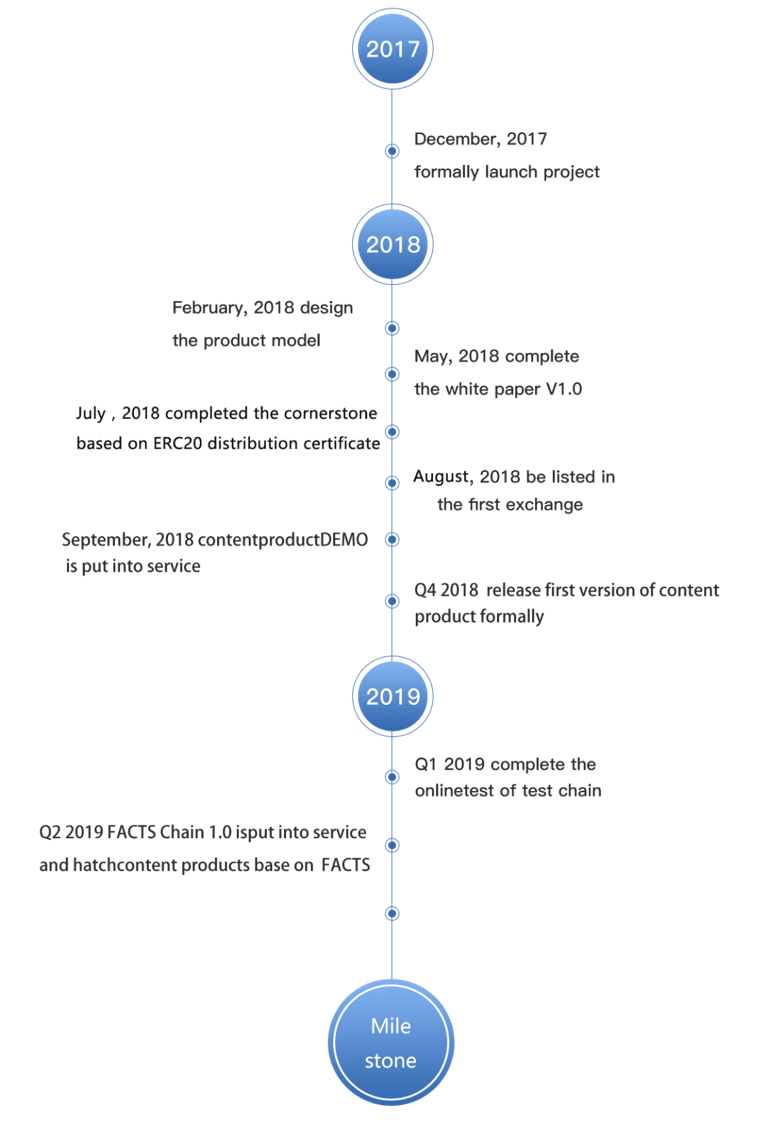 2017
December, 2017
formally launch project
2018
February, 2018 design
the product model
May, 2018 complete
the white paper V1.0
July , 2018 completed the cornerstone
based on ERC20 distribution certificate
August, 2018 be listed in
the first exchange
September, 2018 contentproductDEMO
is put into service
Q4 2018 release first version of content
product formally
2019
Q1 2019 complete the
onlinetest of test chain
Q2 2019 FACTS Chain 1.0 isput into service
and hatchcontent products base on FACTS
Mile
stone